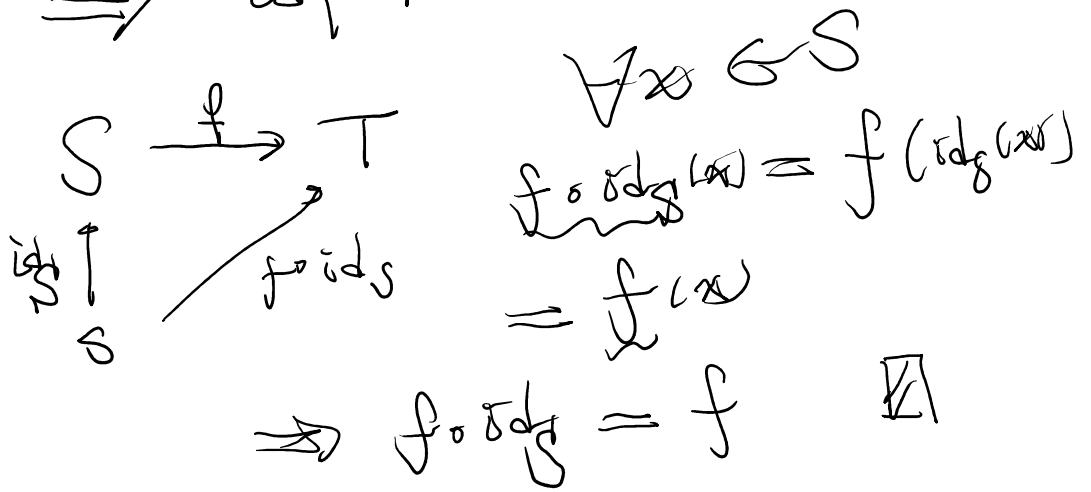 ⇒
∀x ∈ S
S →f T
f∘id_S(x) = f(id_S(x))
id_S ↑ f∘id_S
= f(x)
S
⇒ f∘id_S = f